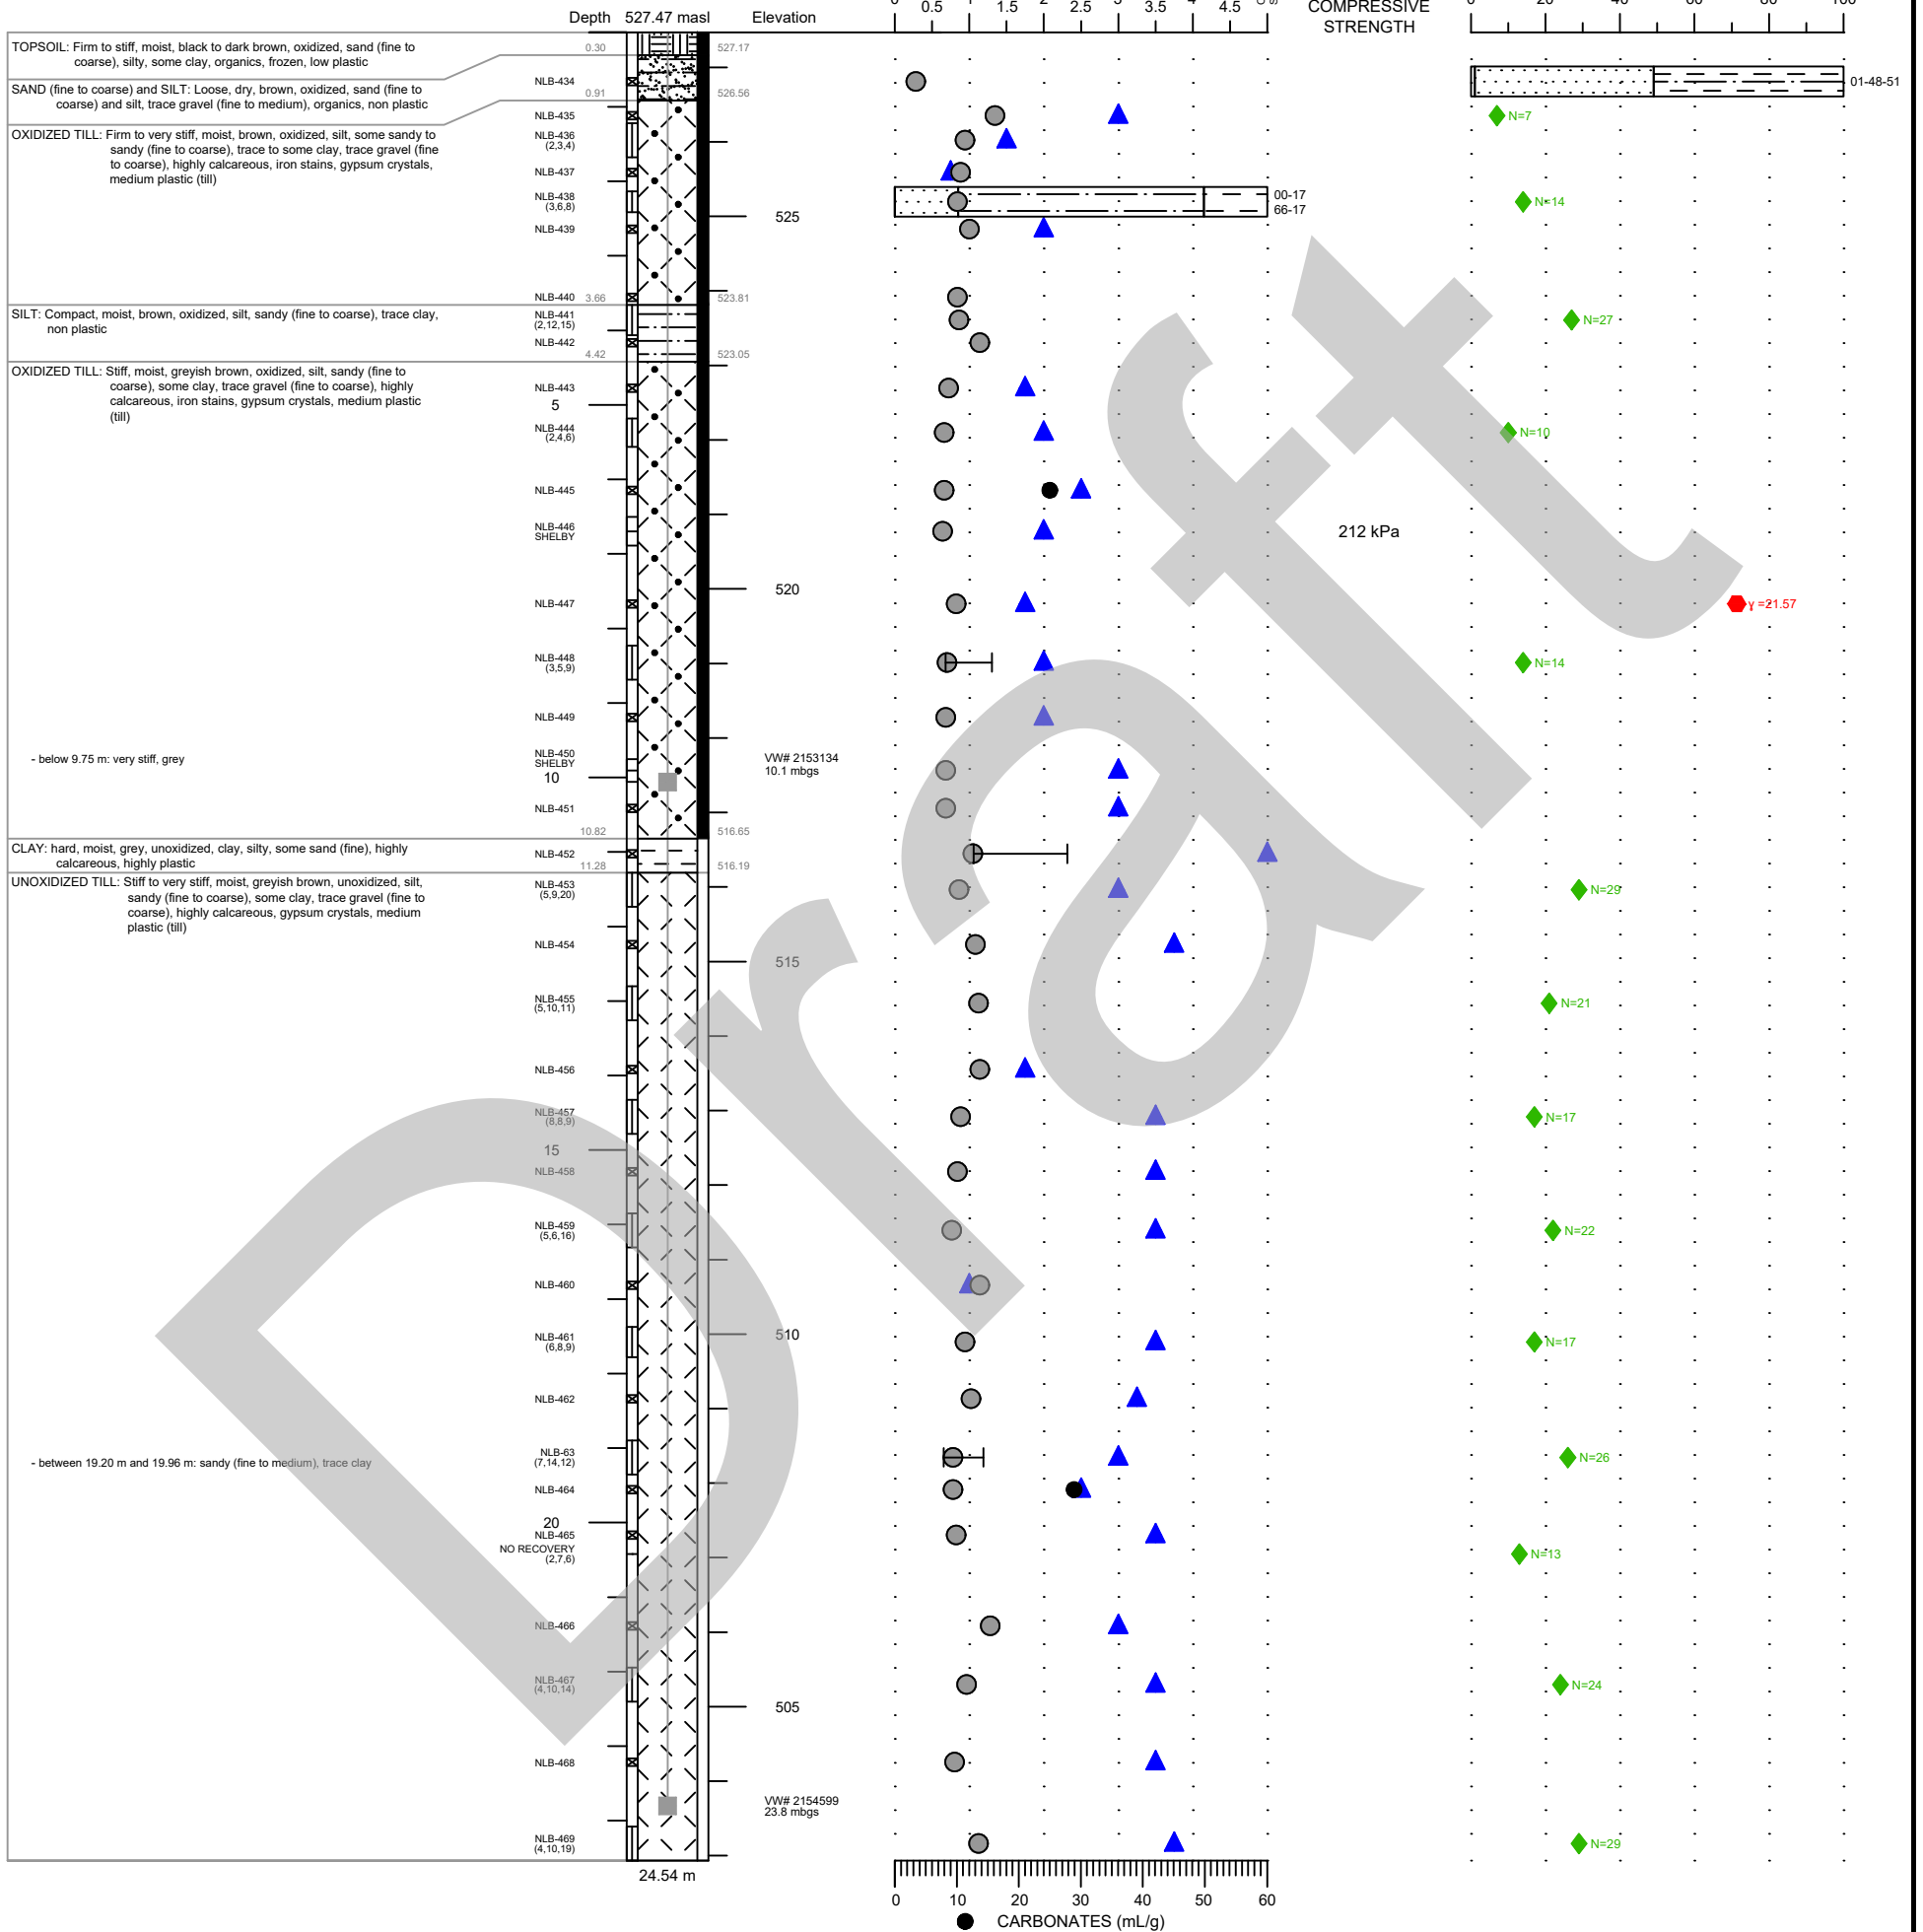 Depth 527.47 masl Elevation
0.5 1.5 2.5 3.5 4.5
COMPRESSIVE
STRENGTH
TOPSOIL: Firm to stiff, moist, black to dark brown, oxidized, sand (fine to
coarse), silty, some clay, organics, frozen, low plastic
0.30 527.17
SAND (fine to coarse) and SILT: Loose, dry, brown, oxidized, sand (fine to
coarse) and silt, trace gravel (fine to medium), organics, non plastic
NLB-434
01-48-51
0.91 526.56
OXIDIZED TILL: Firm to very stiff, moist, brown, oxidized, silt, some sandy to
sandy (fine to coarse), trace to some clay, trace gravel (fine
to coarse), highly calcareous, iron stains, gypsum crystals,
medium plastic (till)
NLB-435
N=7
NLB-436
(2,3,4)
NLB-437
NLB-438
(3,6,8)
00-17
66-17
N=14
525
NLB-439
NLB-440
3.66 523.81
SILT: Compact, moist, brown, oxidized, silt, sandy (fine to coarse), trace clay,
non plastic
NLB-441
(2,12,15)
N=27
NLB-442
4.42 523.05
OXIDIZED TILL: Stiff, moist, greyish brown, oxidized, silt, sandy (fine to
coarse), some clay, trace gravel (fine to coarse), highly
calcareous, iron stains, gypsum crystals, medium plastic
(till)
NLB-443
5
NLB-444
(2,4,6)
N=10
NLB-445
NLB-446
SHELBY
212 kPa
520
NLB-447
γ =21.57
NLB-448
(3,5,9)
N=14
NLB-449
- below 9.75 m: very stiff, grey
NLB-450
SHELBY
VW# 2153134
10.1 mbgs
10
NLB-451
10.82 516.65
CLAY: hard, moist, grey, unoxidized, clay, silty, some sand (fine), highly
calcareous, highly plastic
NLB-452
11.28 516.19
UNOXIDIZED TILL: Stiff to very stiff, moist, greyish brown, unoxidized, silt,
sandy (fine to coarse), some clay, trace gravel (fine to
coarse), highly calcareous, gypsum crystals, medium
plastic (till)
NLB-453
(5,9,20)
N=29
NLB-454
515
NLB-455
(5,10,11)
N=21
NLB-456
NLB-457
(8,8,9)
N=17
15
NLB-458
NLB-459
(5,6,16)
N=22
NLB-460
510
NLB-461
(6,8,9)
N=17
NLB-462
- between 19.20 m and 19.96 m: sandy (fine to medium), trace clay
NLB-63
(7,14,12)
N=26
NLB-464
20
NLB-465
NO RECOVERY
(2,7,6)
N=13
NLB-466
NLB-467
(4,10,14)
N=24
505
NLB-468
VW# 2154599
23.8 mbgs
NLB-469
(4,10,19)
N=29
24.54 m
0 10 20 30 40 50 60
CARBONATES (mL/g)
Draft